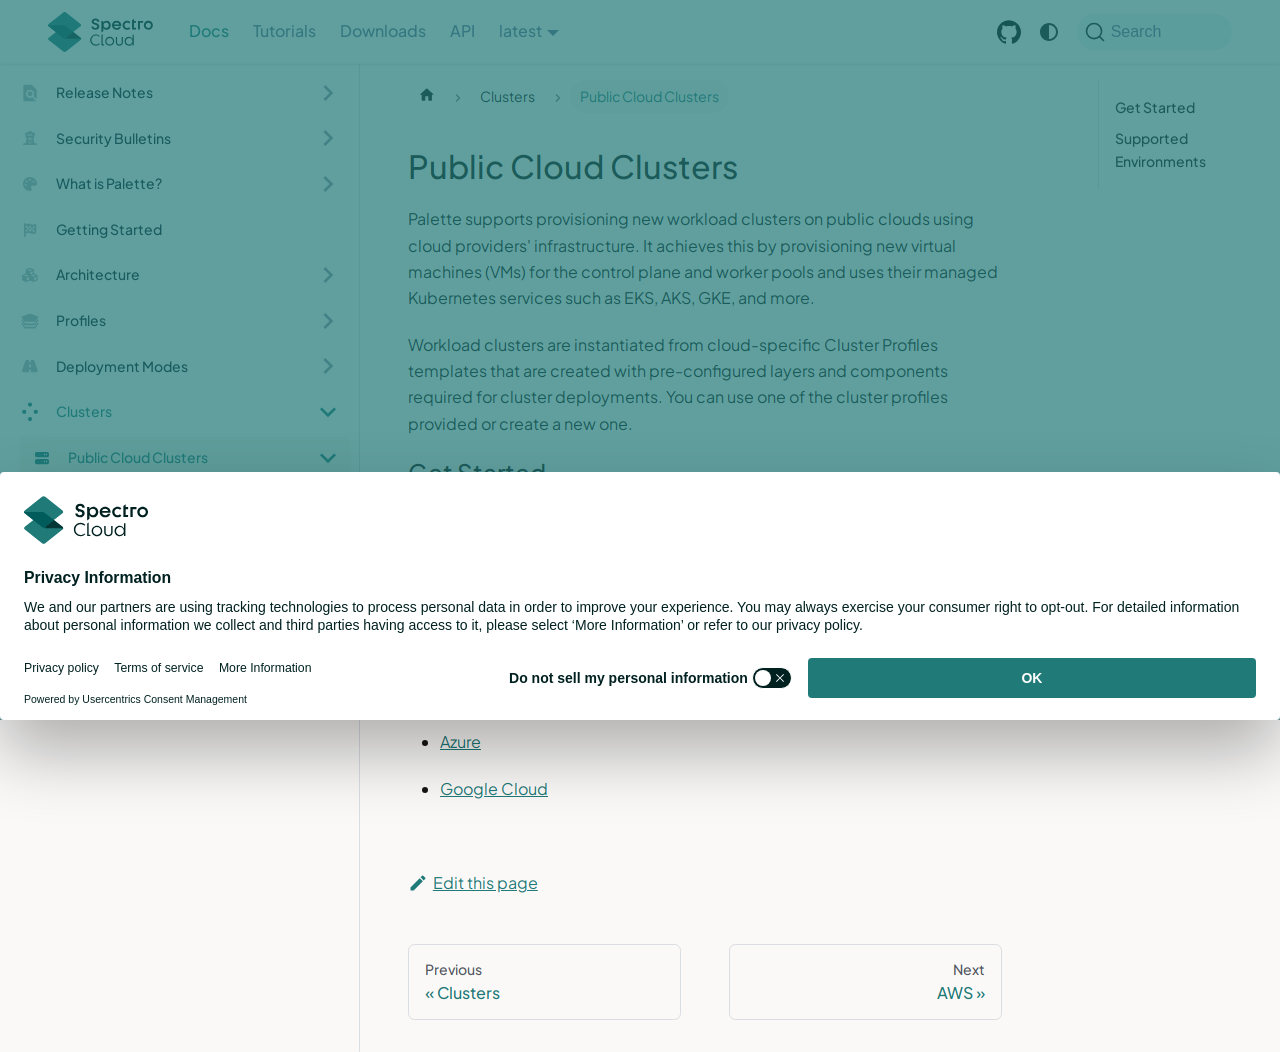 Spectro
Cloud
Docs
Tutorials
Downloads
API
latest
Search
Release Notes
Security Bulletins
What is Palette?
Getting Started
Architecture
Profiles
Deployment Modes
Clusters
Public Cloud Clusters
Clusters
Public Cloud Clusters
Public Cloud Clusters
Palette supports provisioning new workload clusters on public clouds using
cloud providers' infrastructure. It achieves this by provisioning new virtual
machines (VMs) for the control plane and worker pools and uses their managed
Kubernetes services such as EKS, AKS, GKE, and more.
Workload clusters are instantiated from cloud-specific Cluster Profiles
templates that are created with pre-configured layers and components
required for cluster deployments. You can use one of the cluster profiles
provided or create a new one.
Get Started
Get Started
Supported
Environments
Spectro
Cloud
Privacy Information
We and our partners are using tracking technologies to process personal data in order to improve your experience. You may always exercise your consumer right to opt-out. For detailed information
about personal information we collect and third parties having access to it, please select ‘More Information’ or refer to our privacy policy.
Privacy policy
Terms of service
More Information
Do not sell my personal information
OK
Powered by Usercentrics Consent Management
Azure
Google Cloud
Edit this page
Previous
« Clusters
Next
AWS »